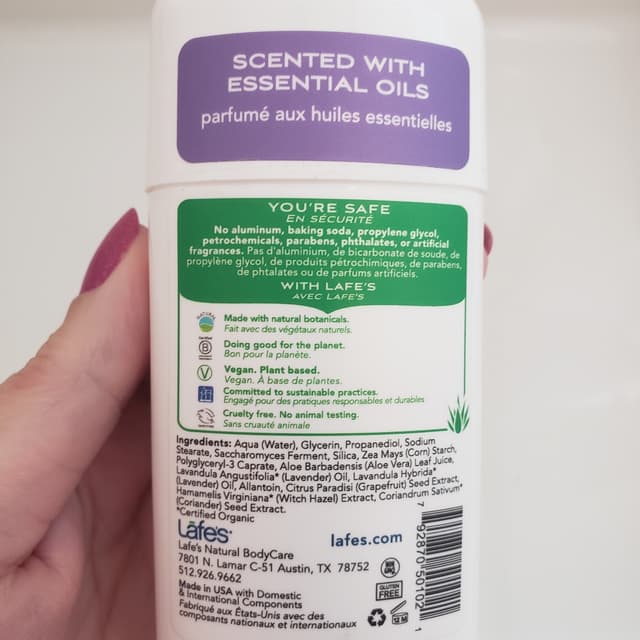 SCENTED WITH
ESSENTIAL OILS
parfumé aux huiles essentielles
YOU'RE SAFE
EN SÉCURITÉ
No aluminum, baking soda, propylene glycol,
petrochemicals, parabens, phthalates, or artificial
fragrances. Pas d'aluminium, de bicarbonate de soude, de
propylène glycol, de produits pétrochimiques, de parabens,
de phtalates ou de parfums artificiels.
WITH LAFE'S
AVEC LAFE'S
Made with natural botanicals.
Fait avec des végétaux naturels.
Certified
B
Doing good for the planet.
Bon pour la planète.
V
Vegan. Plant based.
Vegan. À base de plantes.
Committed to sustainable practices.
Engagé pour des pratiques responsables et durables
Cruelty free. No animal testing.
Sans cruauté animale
Ingredients: Aqua (Water), Glycerin, Propanediol, Sodium
Stearate, Saccharomyces Ferment, Silica, Zea Mays (Corn) Starch,
Polyglyceryl-3 Caprate, Aloe Barbadensis (Aloe Vera) Leaf Juice,
Lavandula Angustifolia* (Lavender) Oil, Lavandula Hybrida*
(Lavender) Oil, Allantoin, Citrus Paradisi (Grapefruit) Seed Extract,
Hamamelis Virginiana* (Witch Hazel) Extract, Coriandrum Sativum*
(Coriander) Seed Extract.
*Certified Organic
Lafe's
lafes.com
Lafe's Natural BodyCare
7801 N. Lamar C-51 Austin, TX 78752
512.926.9662
Made in USA with Domestic
& International Components
Fabriqué aux États-Unis avec des
composants nationaux et internationaux
GLUTEN
FREE
12 M
7 92870 50102 1